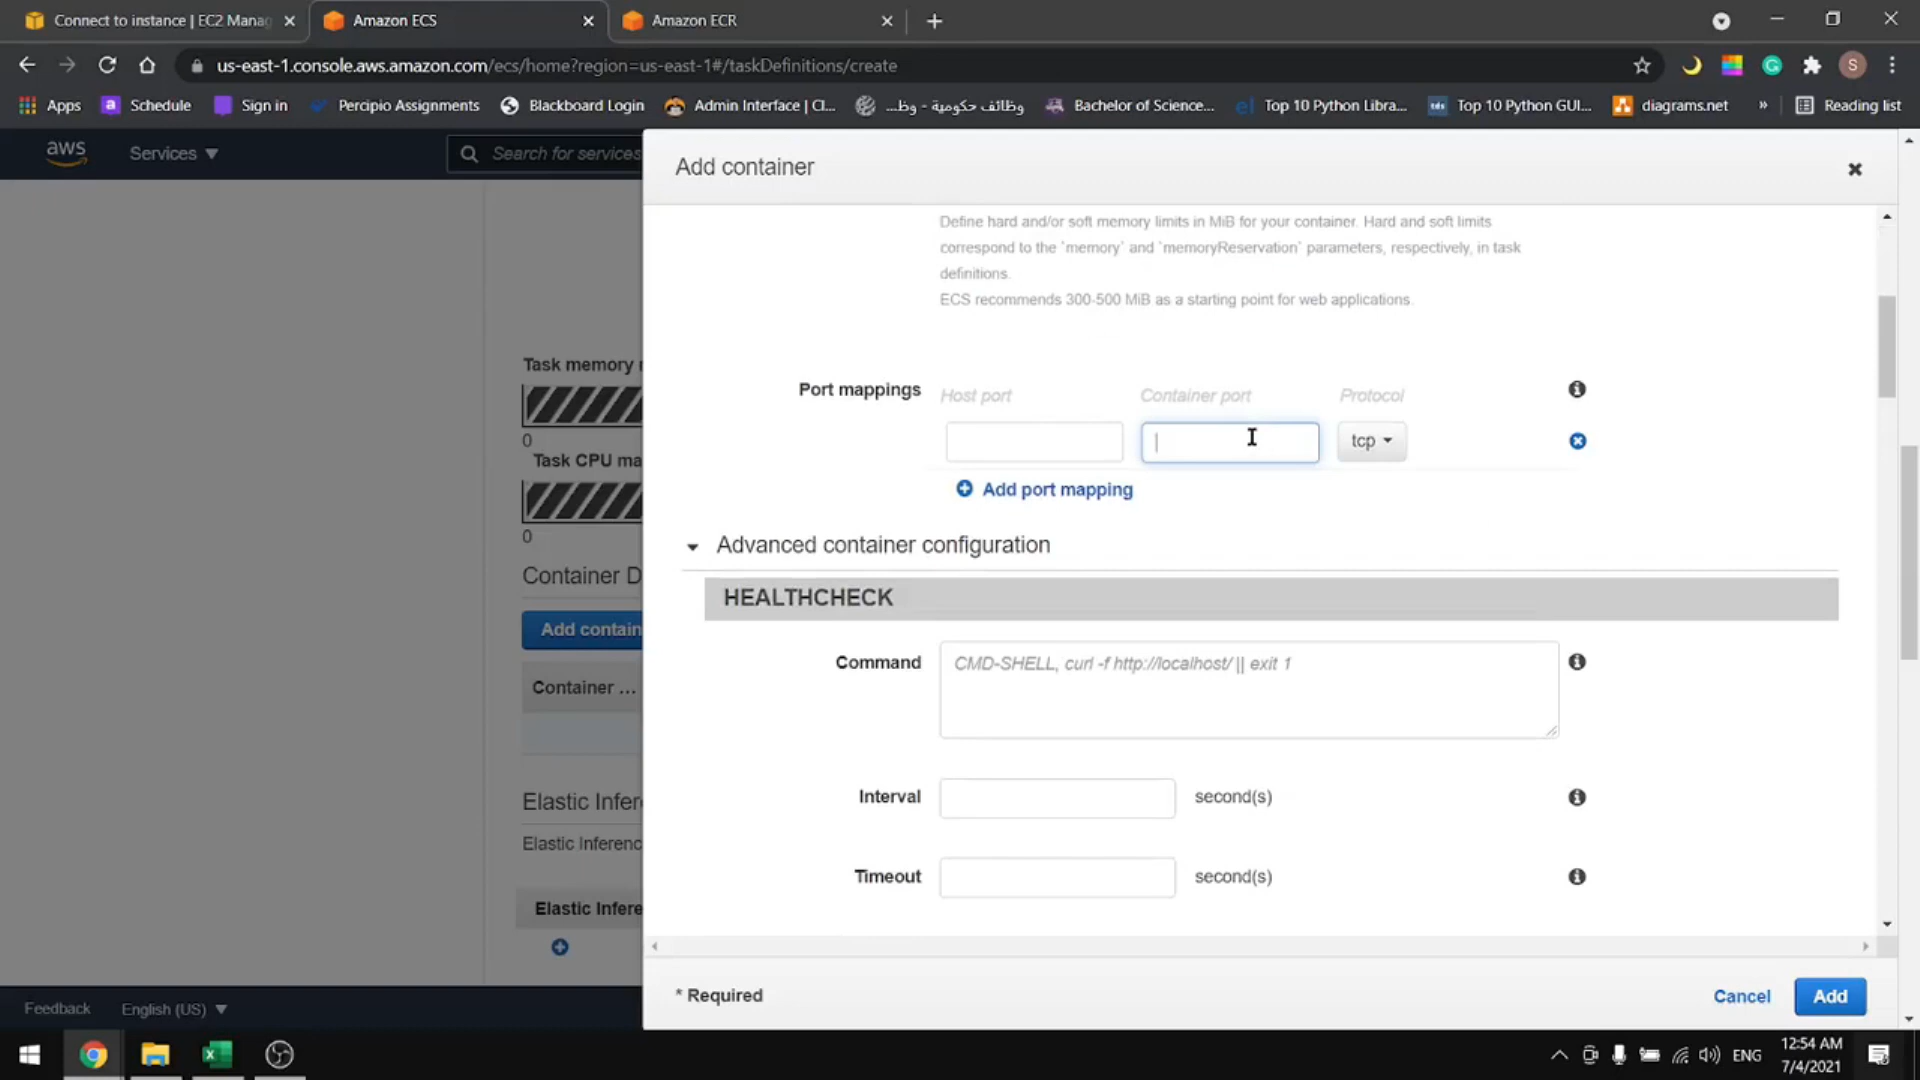 Connect to instance | EC2 Manag
Amazon ECS
Amazon ECR
us-east-1.console.aws.amazon.com/ecs/home?region=us-east-1#/taskDefinitions/create
S
Apps
a Schedule
Sign in
Percipio Assignments
Blackboard Login
Admin Interface | Cl...
وظائف حكومية - وظ...
Bachelor of Science...
Top 10 Python Libra...
tds Top 10 Python GUI...
diagrams.net
»
Reading list
aws
Services
Search for services
Add container
Define hard and/or soft memory limits in MiB for your container. Hard and soft limits
correspond to the `memory` and `memoryReservation` parameters, respectively, in task
definitions.
ECS recommends 300-500 MiB as a starting point for web applications.
Task memory
0
Task CPU ma
0
Port mappings
Host port
Container port
Protocol
tcp
Add port mapping
Advanced container configuration
HEALTHCHECK
Container D
Add contain
Container ...
Command
CMD-SHELL, curl -f http://localhost/ || exit 1
Elastic Infer
Elastic Inferenc
Interval
second(s)
Timeout
second(s)
Elastic Infere
* Required
Cancel
Add
Feedback
English (US)
ENG
12:54 AM
7/4/2021